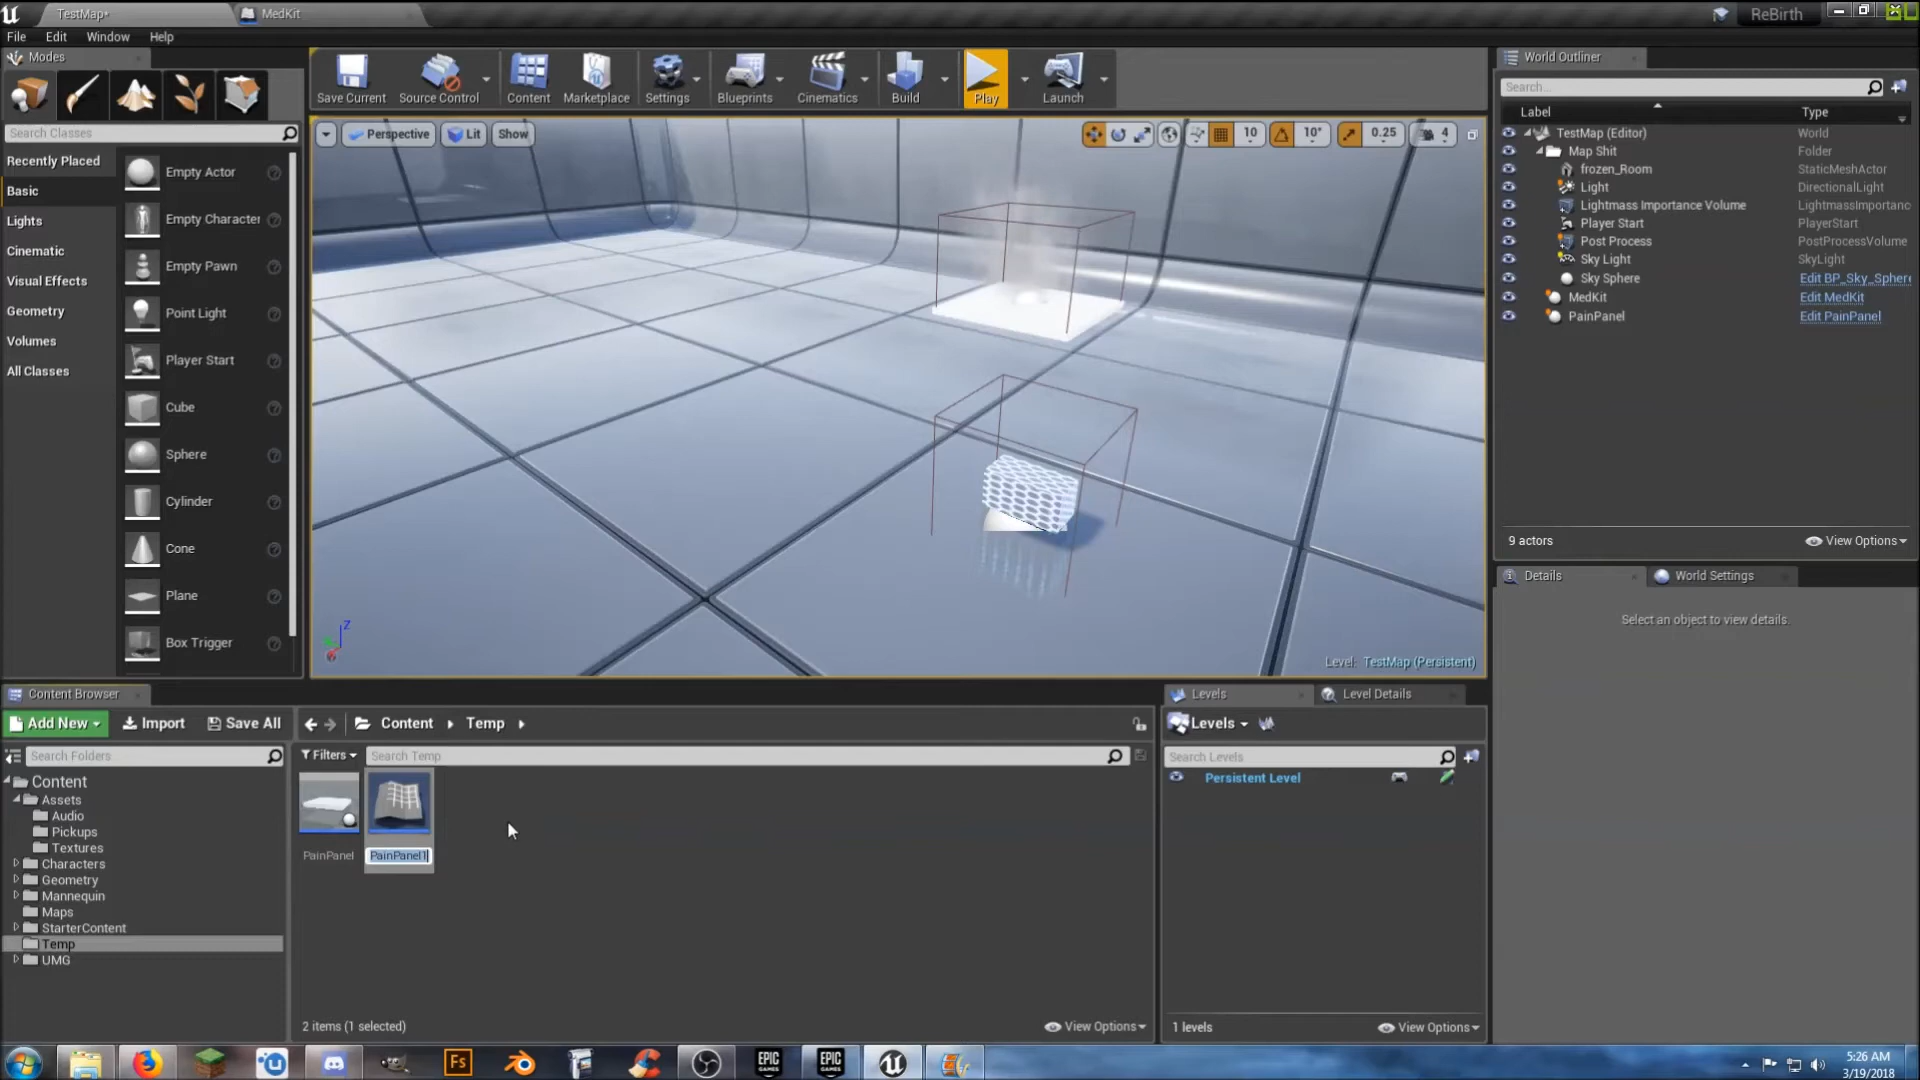 TestMap•
MedKit
ReBirth
File
Edit
Window
Help
Modes
Search Classes
Recently Placed
Basic
Lights
Cinematic
Visual Effects
Geometry
Volumes
All Classes
Empty Actor
Empty Character
Empty Pawn
Point Light
Player Start
Cube
Sphere
Cylinder
Cone
Plane
Box Trigger
Save Current
Source Control
Content
Marketplace
Settings
Blueprints
Cinematics
Build
Play
Launch
Perspective
Lit
Show
10
10°
0.25
4
Z
Level: TestMap (Persistent)
World Outliner
Search...
Label
Type
TestMap (Editor)
World
Map Shit
Folder
frozen_Room
StaticMeshActor
Light
DirectionalLight
Lightmass Importance Volume
LightmassImportanc
Player Start
PlayerStart
Post Process
PostProcessVolume
Sky Light
SkyLight
Sky Sphere
Edit BP_Sky_Sphere
MedKit
Edit MedKit
PainPanel
Edit PainPanel
9 actors
View Options
Details
World Settings
Select an object to view details.
Content Browser
Add New
Import
Save All
Content
Temp
Search Folders
Filters
Search Temp
Content
Assets
Audio
Pickups
Textures
Characters
Geometry
Mannequin
Maps
StarterContent
Temp
UMG
PainPanel
PainPanel1
2 items (1 selected)
View Options
Levels
Level Details
Levels
Search Levels
Persistent Level
1 levels
View Options
Fs
EPIC GAMES
EPIC GAMES
5:26 AM
3/19/2018